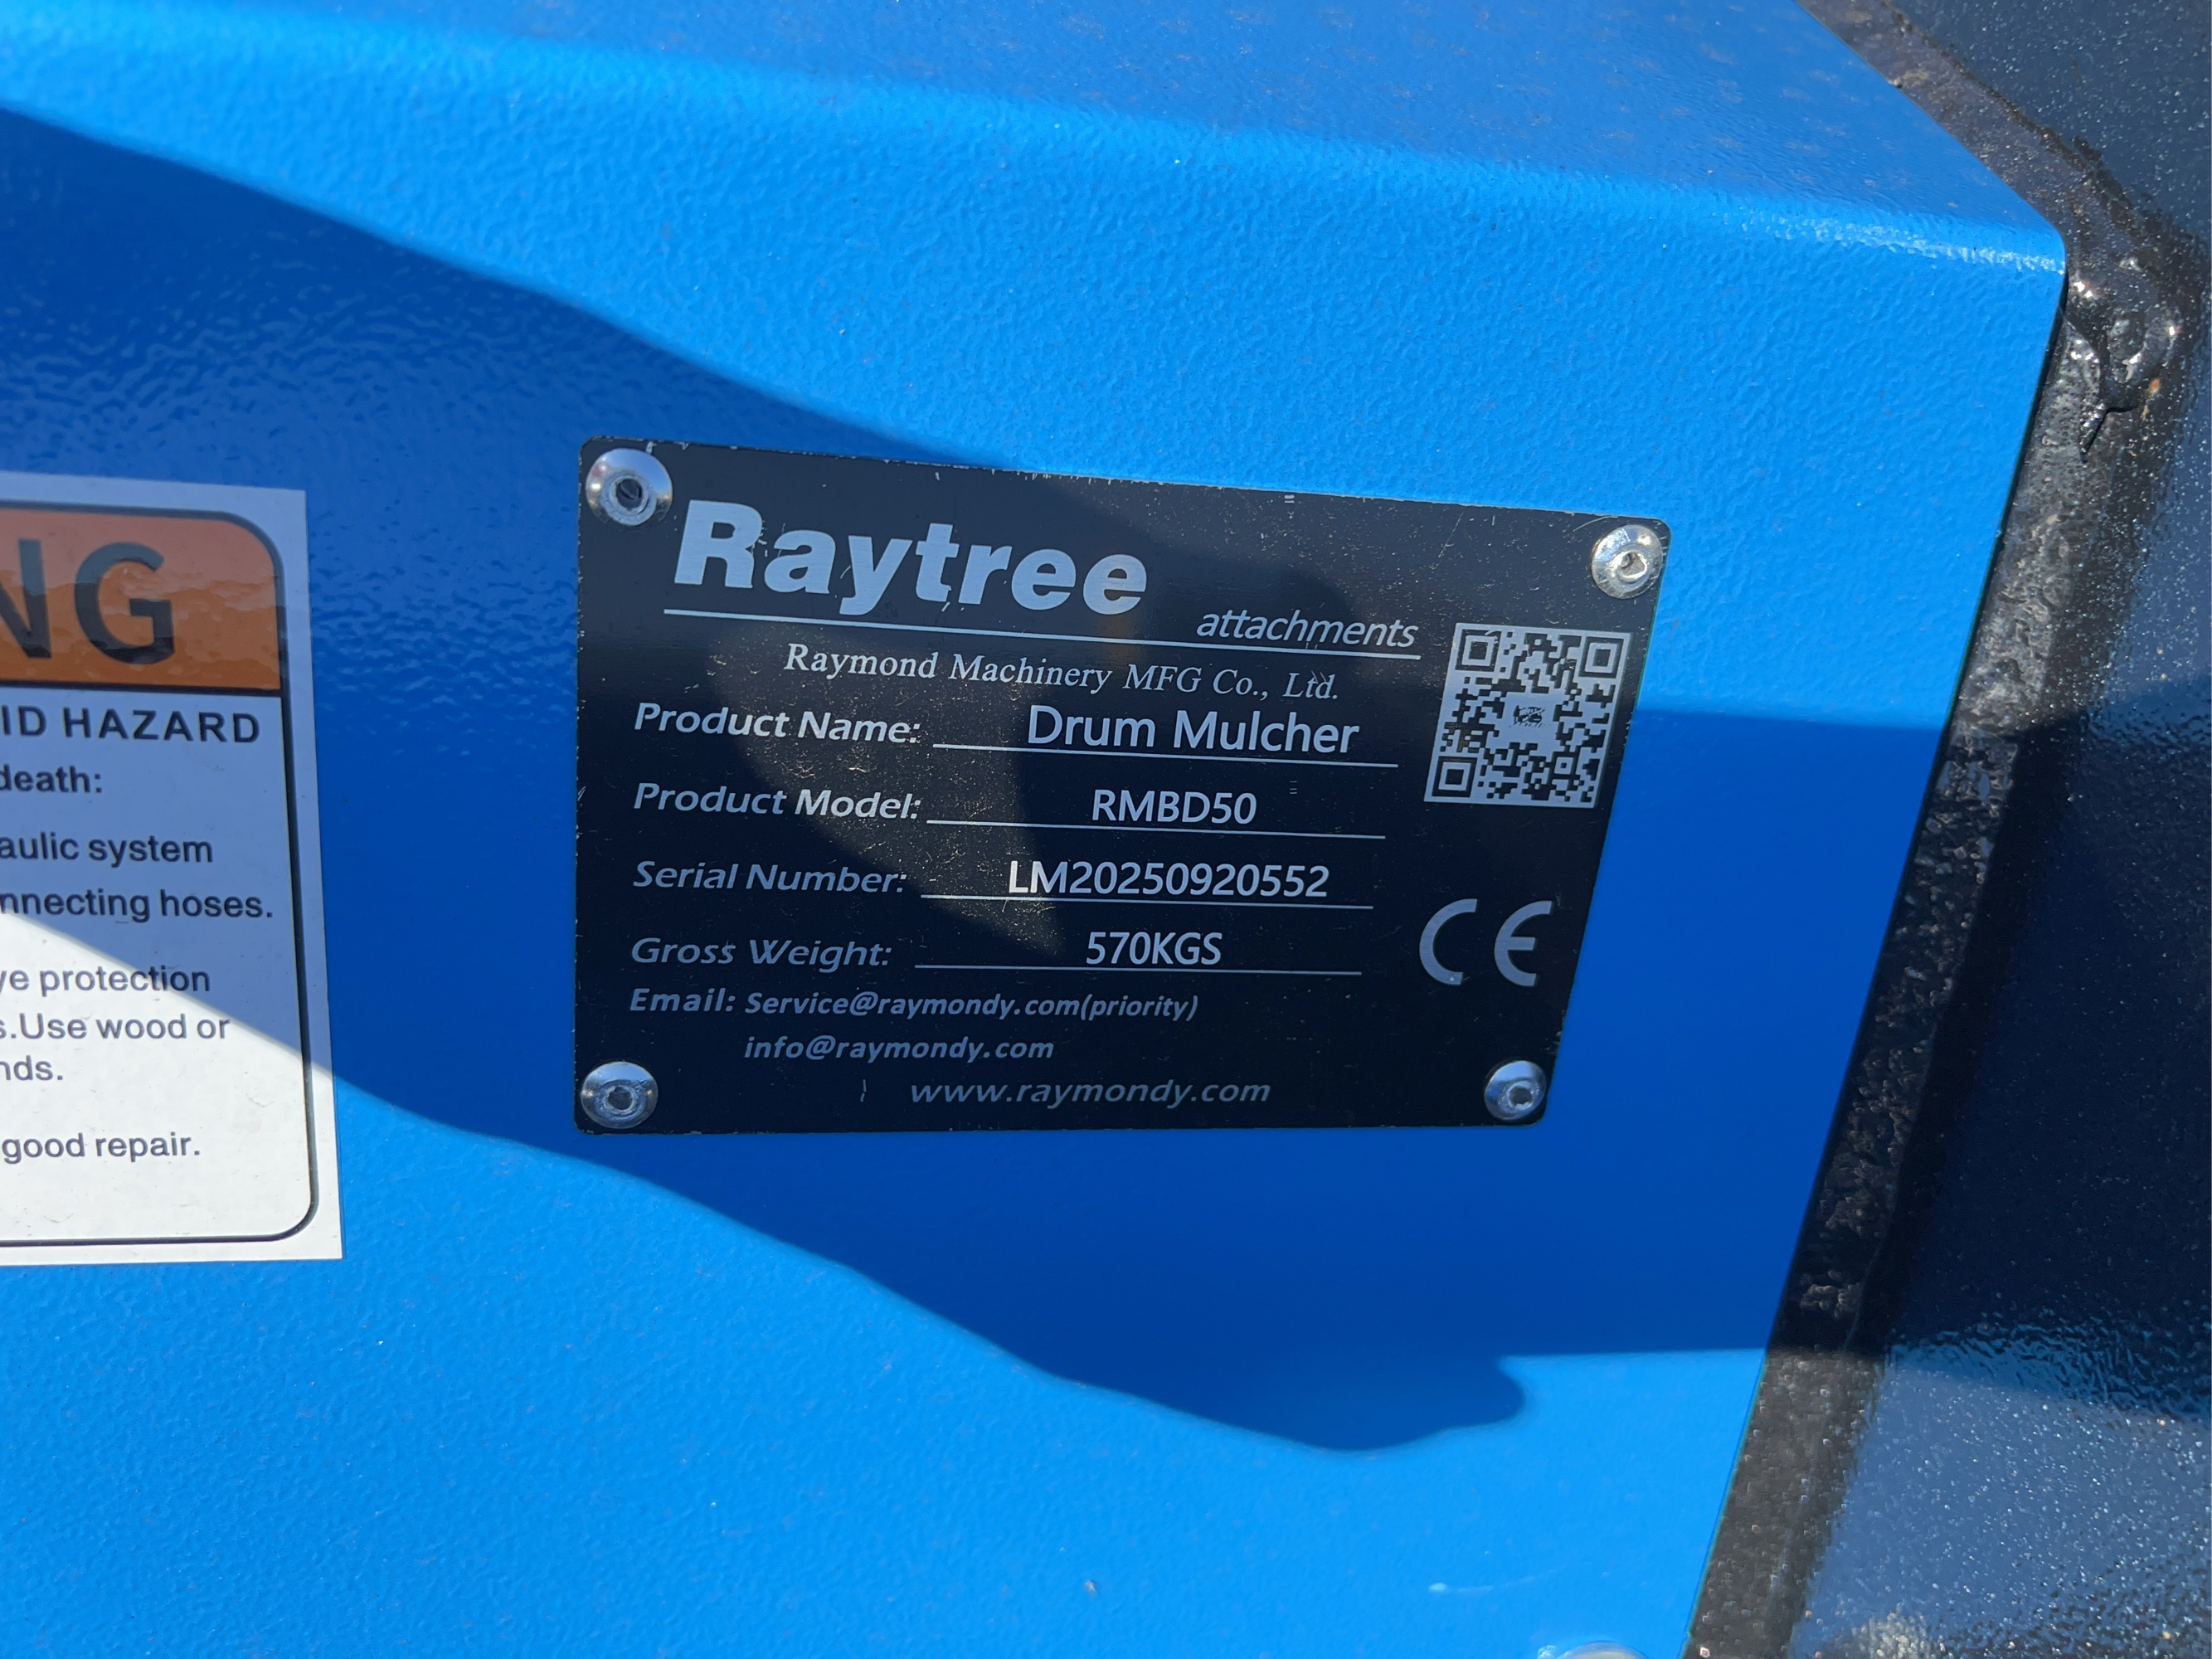 NG
ID HAZARD
death:
aulic system
nnecting hoses.
ye protection
s.Use wood or
nds.
good repair.
Raytree
attachments
Raymond Machinery MFG Co., Ltd.
Product Name: Drum Mulcher
Product Model: RMBD50
Serial Number: LM20250920552
Gross Weight: 570KGS
CE
Email: Service@raymondy.com(priority)
info@raymondy.com
www.raymondy.com